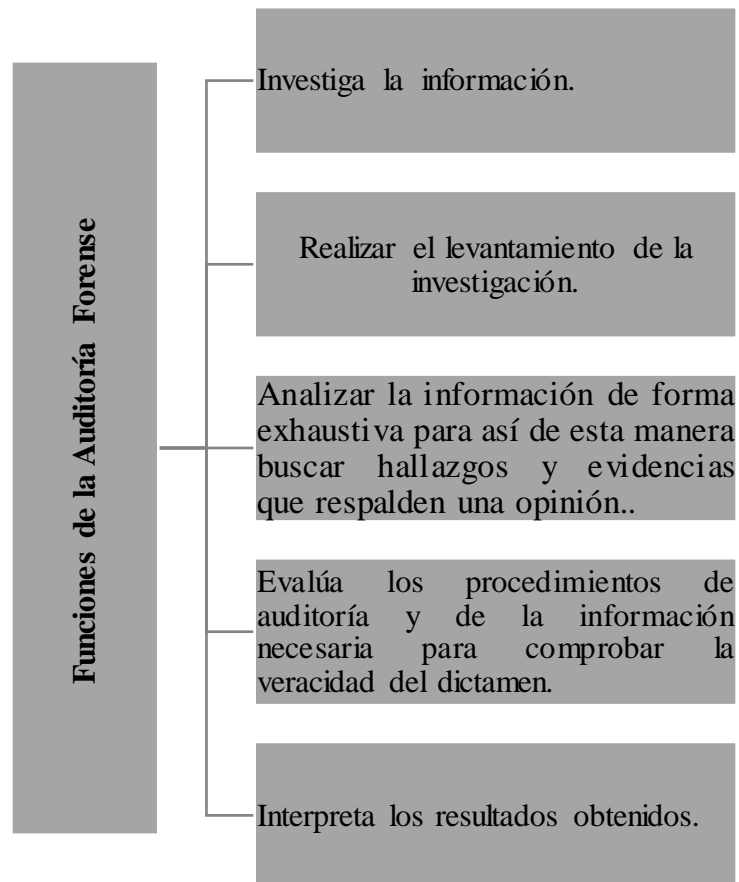 Funciones de la Auditoría Forense
Investiga la información.
Realizar el levantamiento de la
investigación.
Analizar la información de forma
exhaustiva para así de esta manera
buscar hallazgos y evidencias
que respalden una opinión..
Evalúa los procedimientos de
auditoría y de la información
necesaria para comprobar la
veracidad del dictamen.
Interpreta los resultados obtenidos.